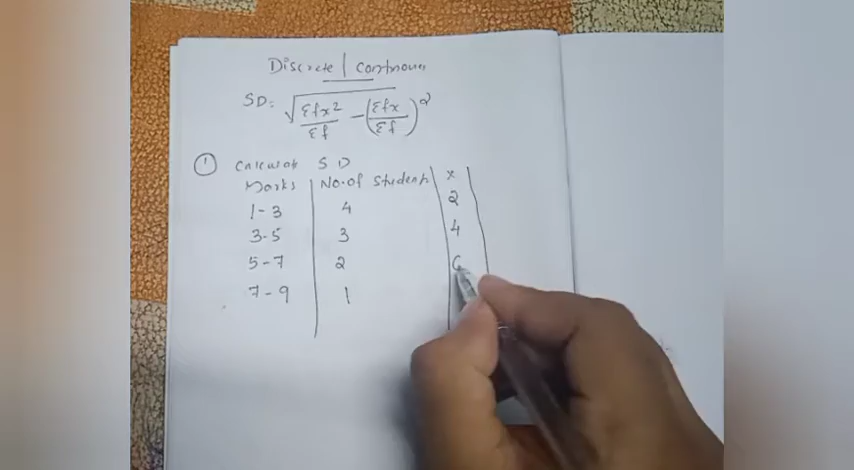 Discrete | Continuous
SD = √Σfx²/Σf - (Σfx/Σf)²
① Calculate SD
Marks No. of Students x
1-3 4 2
3-5 3 4
5-7 2 6
7-9 1